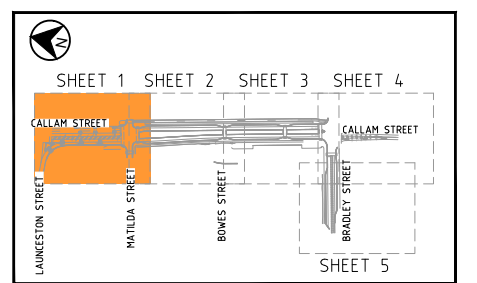 N
SHEET 1
SHEET 2
SHEET 3
SHEET 4
CALLAM STREET
CALLAM STREET
LAUNCESTON STREET
MATILDA STREET
BOWES STREET
BRADLEY STREET
SHEET 5